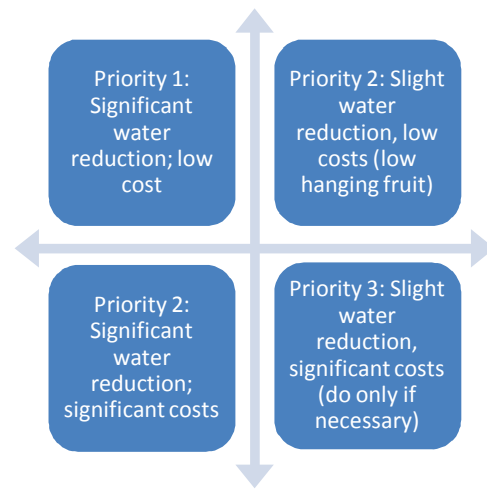 Priority 1:
Significant
water
reduction; low
cost
Priority 2: Slight
water
reduction, low
costs (low
hanging fruit)
Priority 2:
Significant
water
reduction;
significant costs
Priority 3: Slight
water
reduction,
significant costs
(do only if
necessary)